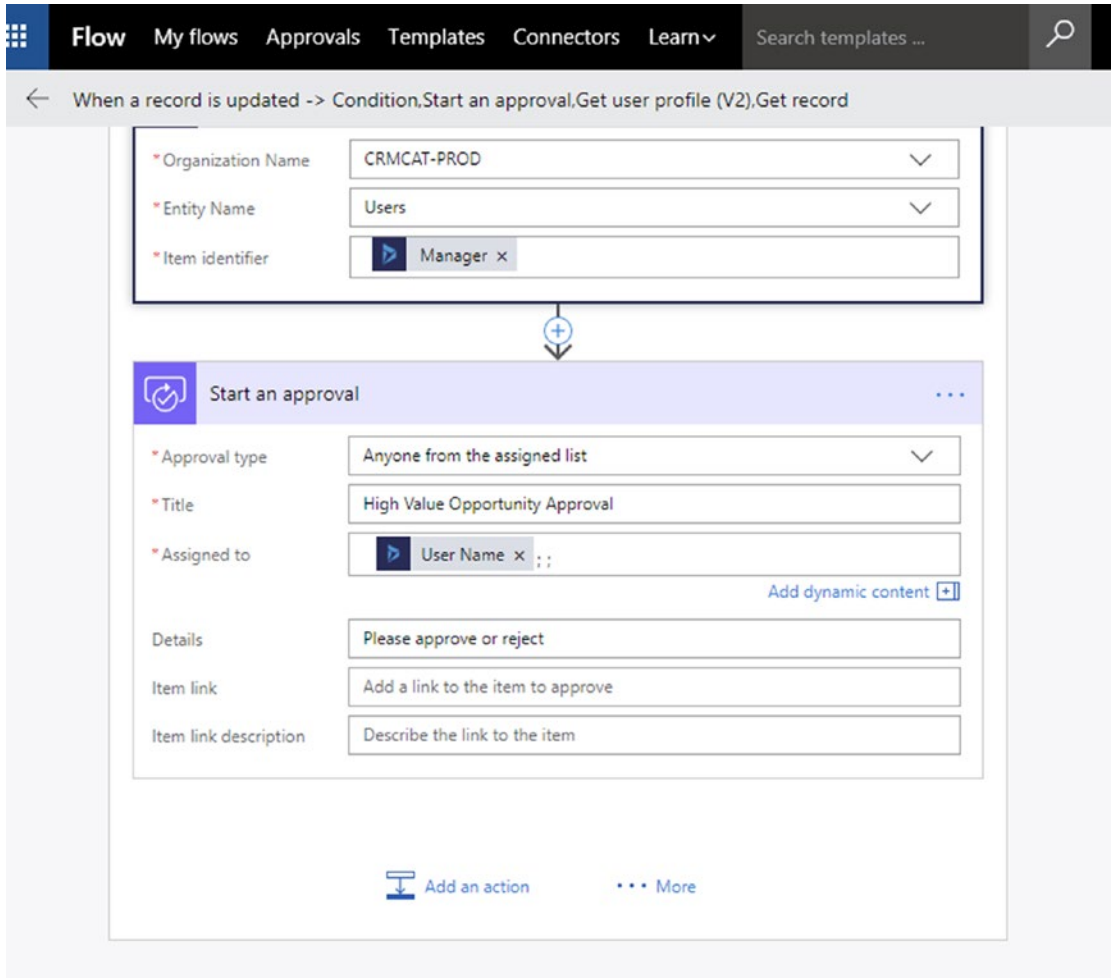 Flow My flows Approvals Templates Connectors Learn Search templates ...
When a record is updated -> Condition,Start an approval,Get user profile (V2),Get record
*Organization Name CRMCAT-PROD
*Entity Name Users
*Item identifier Manager ×
Start an approval ...
*Approval type Anyone from the assigned list
*Title High Value Opportunity Approval
*Assigned to User Name × ; ;
Add dynamic content
Details Please approve or reject
Item link Add a link to the item to approve
Item link description Describe the link to the item
Add an action ... More